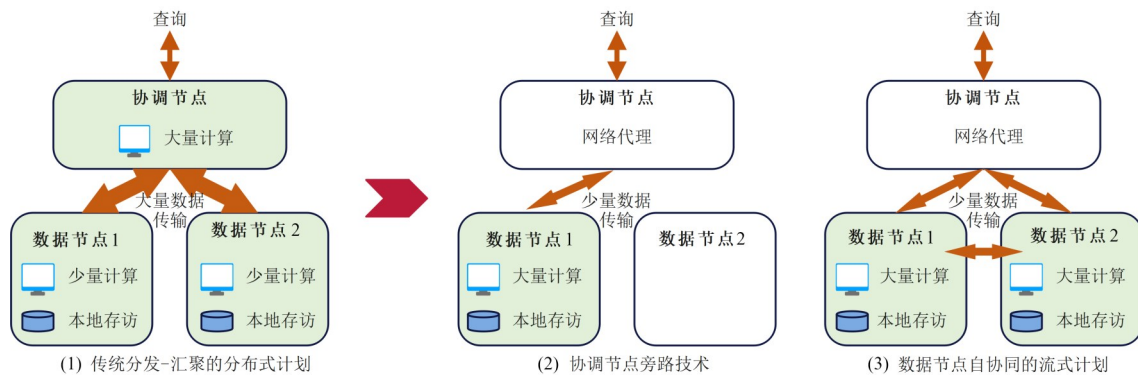 查询
协调节点
大量计算
大量数据
传输
数据节点1
少量计算
本地存访
数据节点2
少量计算
本地存访
(1) 传统分发-汇聚的分布式计划
查询
协调节点
网络代理
少量数据
传输
数据节点1
大量计算
本地存访
数据节点2
(2) 协调节点旁路技术
查询
协调节点
网络代理
少量数据
传输
数据节点1
大量计算
本地存访
数据节点2
大量计算
本地存访
(3) 数据节点自协同的流式计划